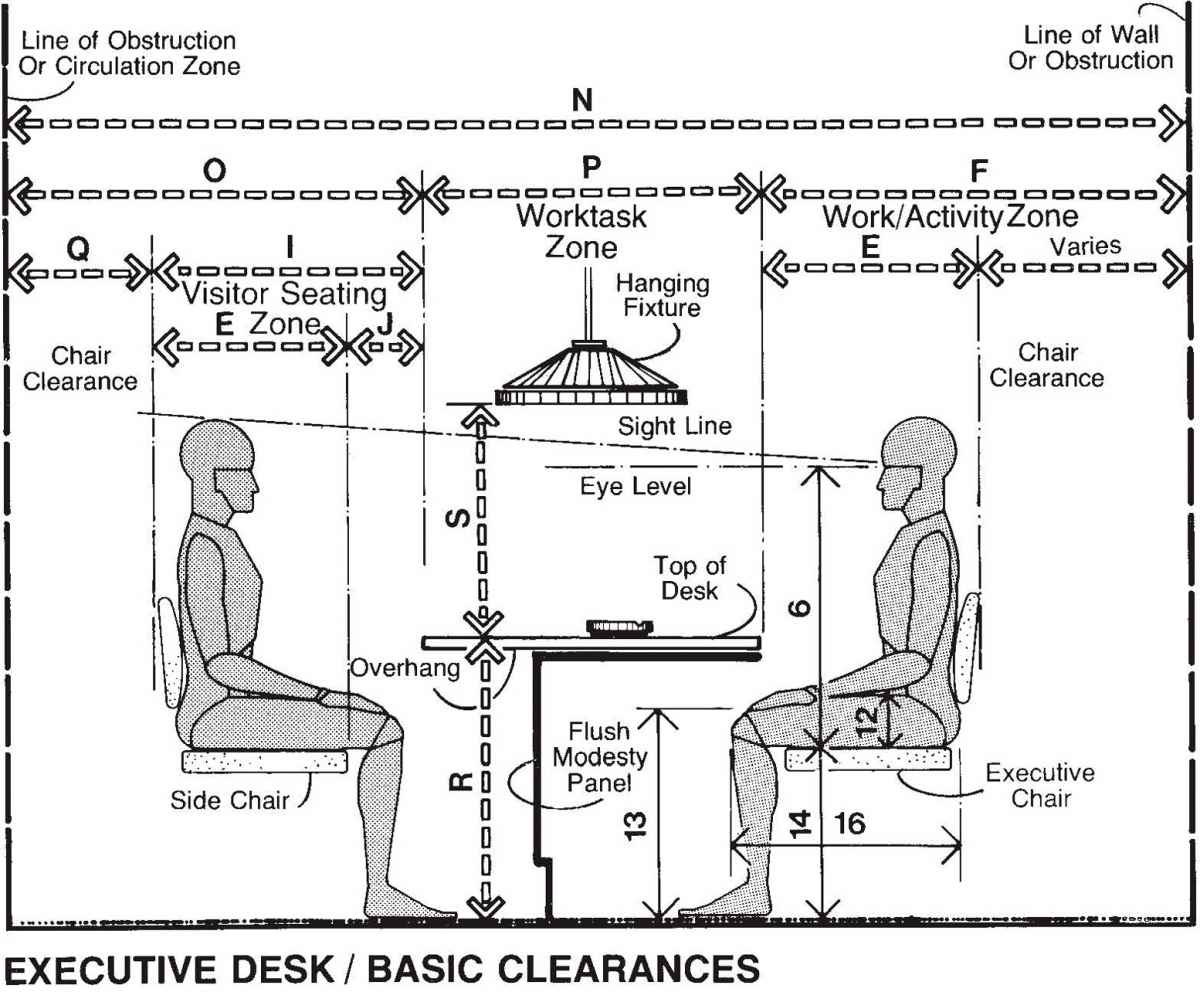 Line of Obstruction
Or Circulation Zone
Line of Wall
Or Obstruction
N
O
P
F
Worktask
Zone
Work/Activity Zone
Q
I
E
Varies
Visitor Seating
Zone
E
J
Hanging
Fixture
Chair
Clearance
Chair
Clearance
Sight Line
Eye Level
S
Top of
Desk
6
Overhang
12
Flush
Modesty
Panel
R
Side Chair
13
14
16
Executive
Chair
EXECUTIVE DESK / BASIC CLEARANCES